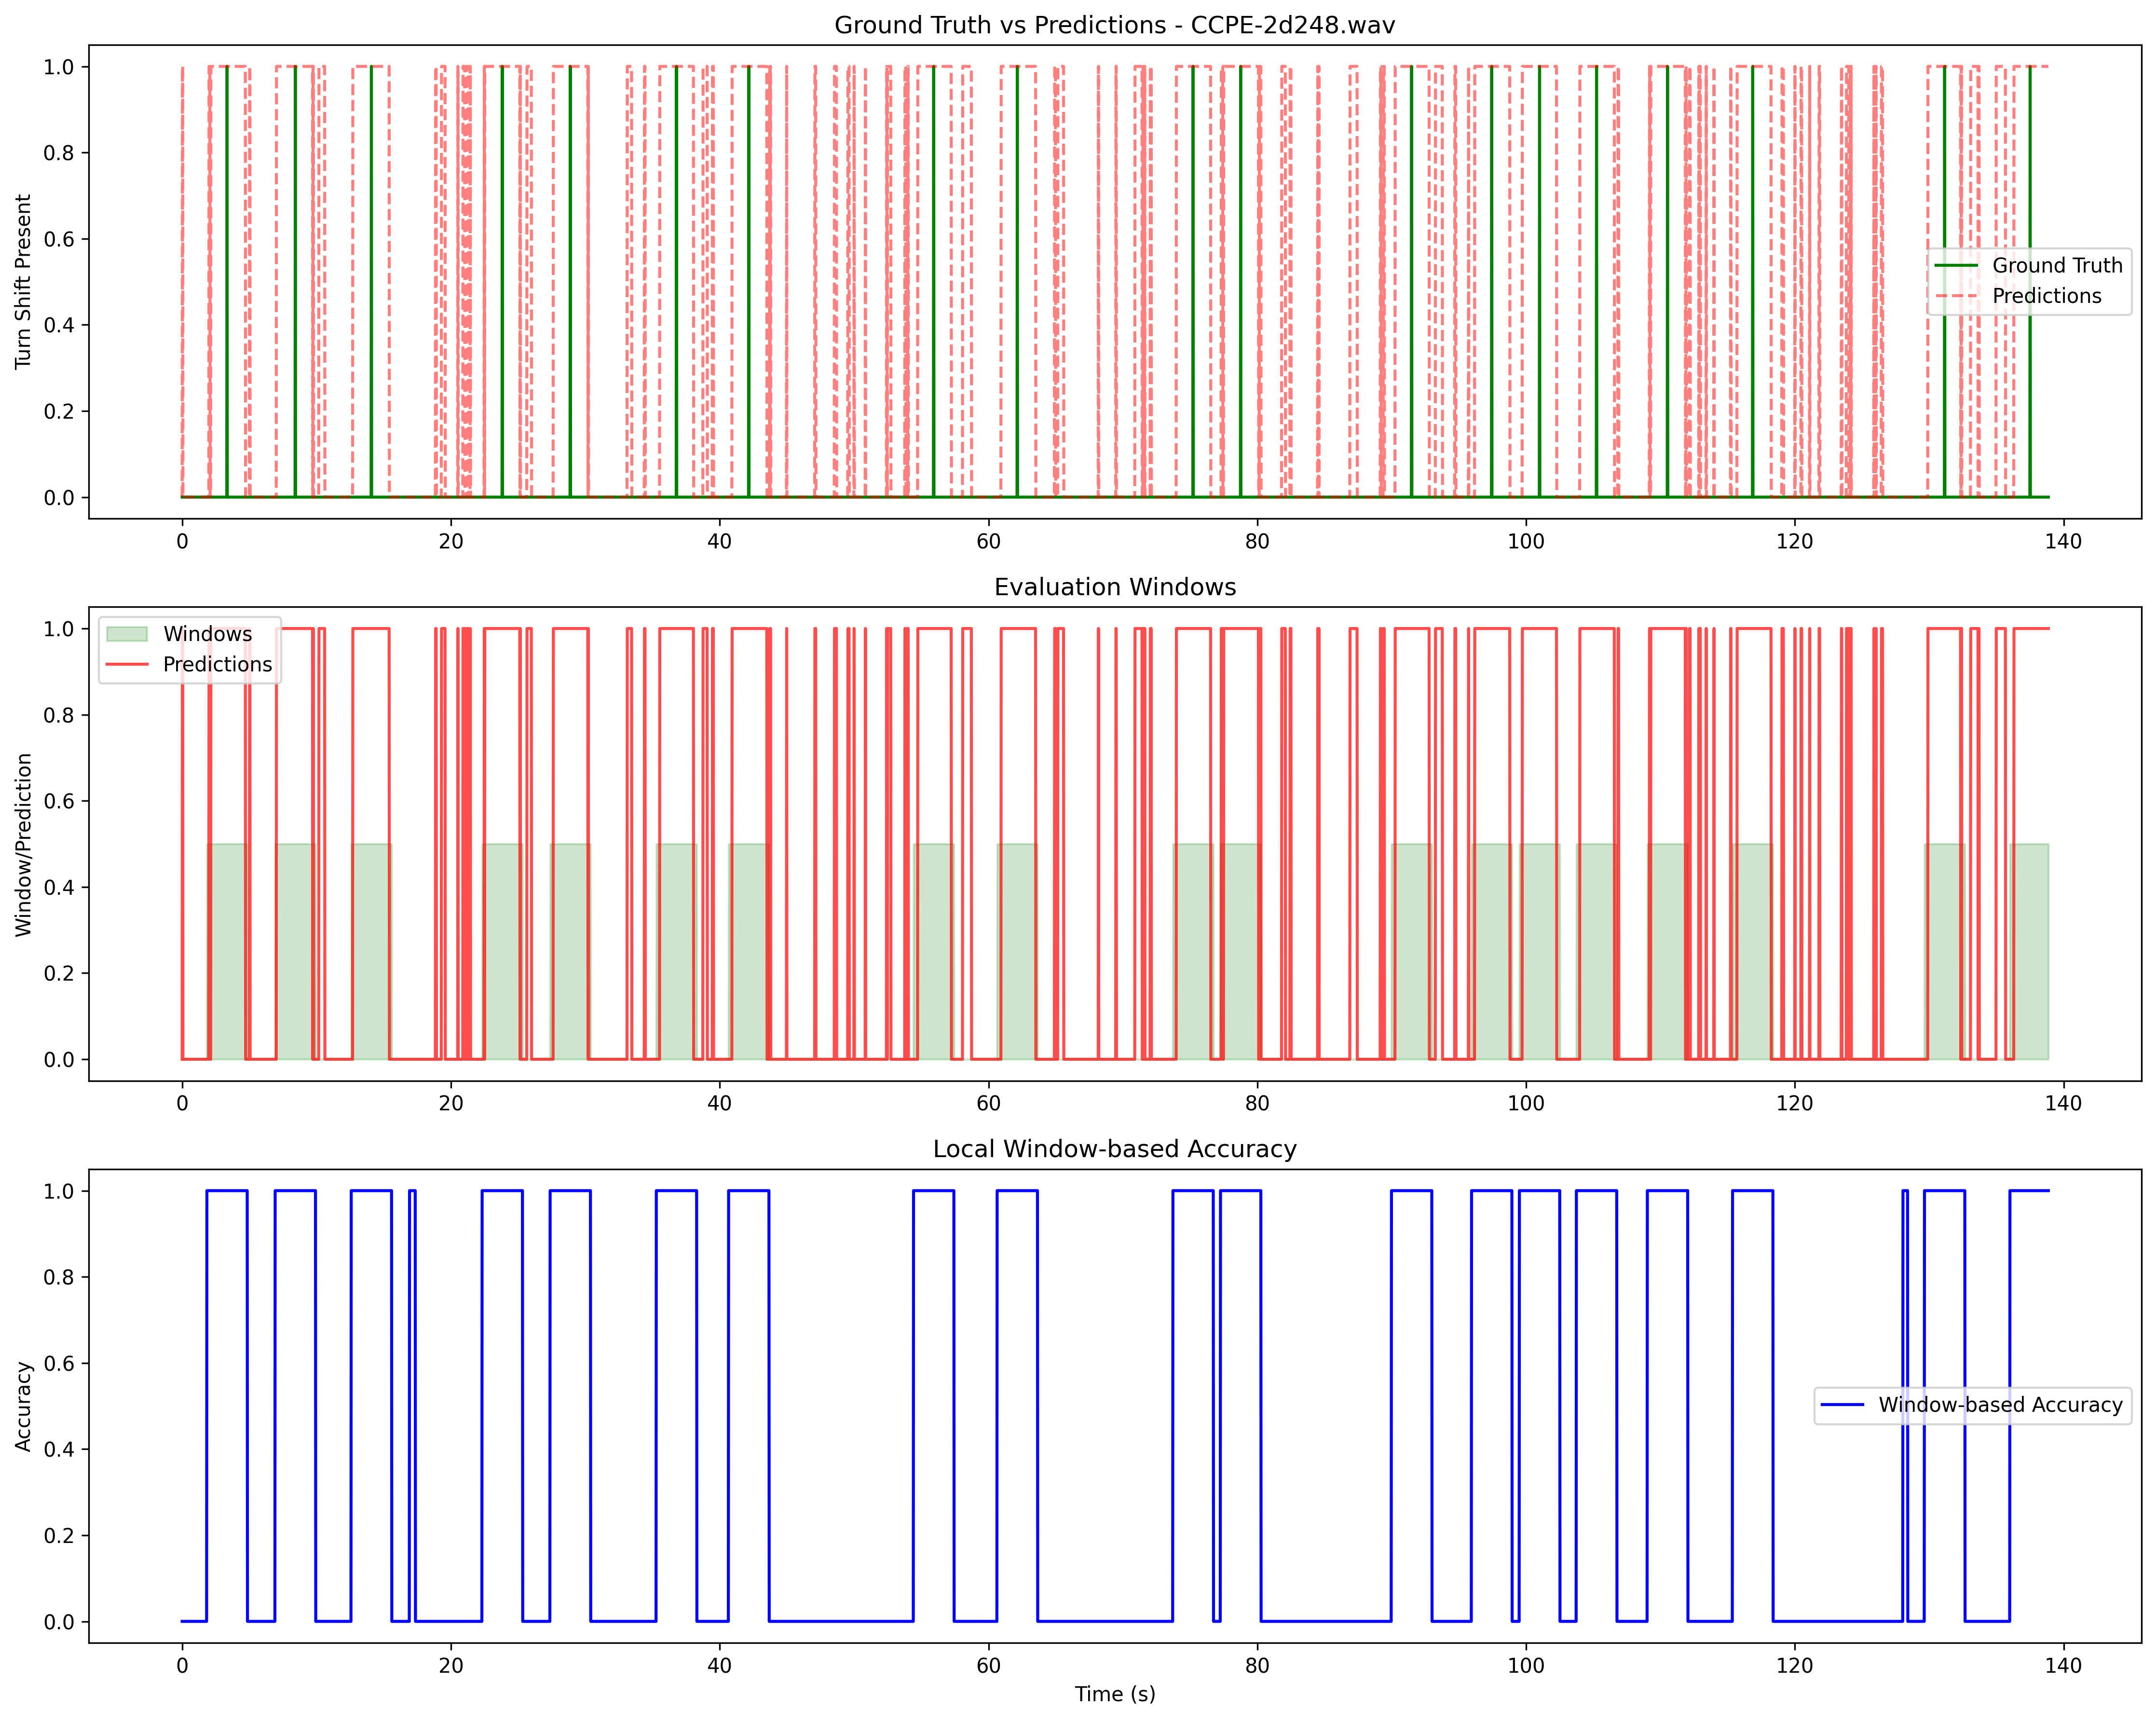 Ground Truth vs Predictions - CCPE-2d248.wav
1.0
0.8
0.6
0.4
0.2
0.0
Turn Shift Present
Ground Truth
Predictions
0 20 40 60 80 100 120 140
Evaluation Windows
1.0
0.8
0.6
0.4
0.2
0.0
Window/Prediction
Windows
Predictions
0 20 40 60 80 100 120 140
Local Window-based Accuracy
1.0
0.8
0.6
0.4
0.2
0.0
Accuracy
Window-based Accuracy
0 20 40 60 80 100 120 140
Time (s)